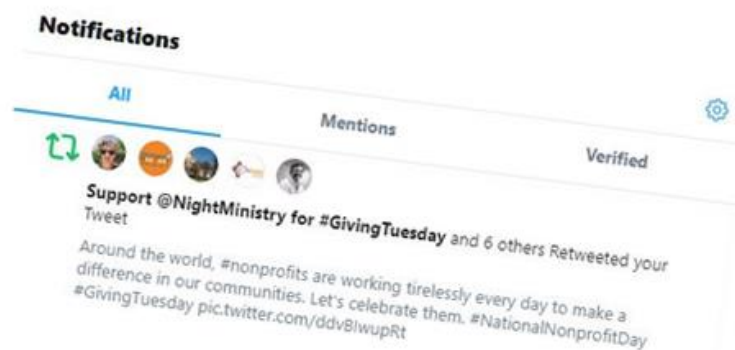 Notifications
All
Mentions
Verified
Support @NightMinistry for #GivingTuesday and 6 others Retweeted your
Tweet
Around the world, #nonprofits are working tirelessly every day to make a
difference in our communities. Let's celebrate them. #NationalNonprofitDay
#GivingTuesday pic.twitter.com/ddvBIwupRt